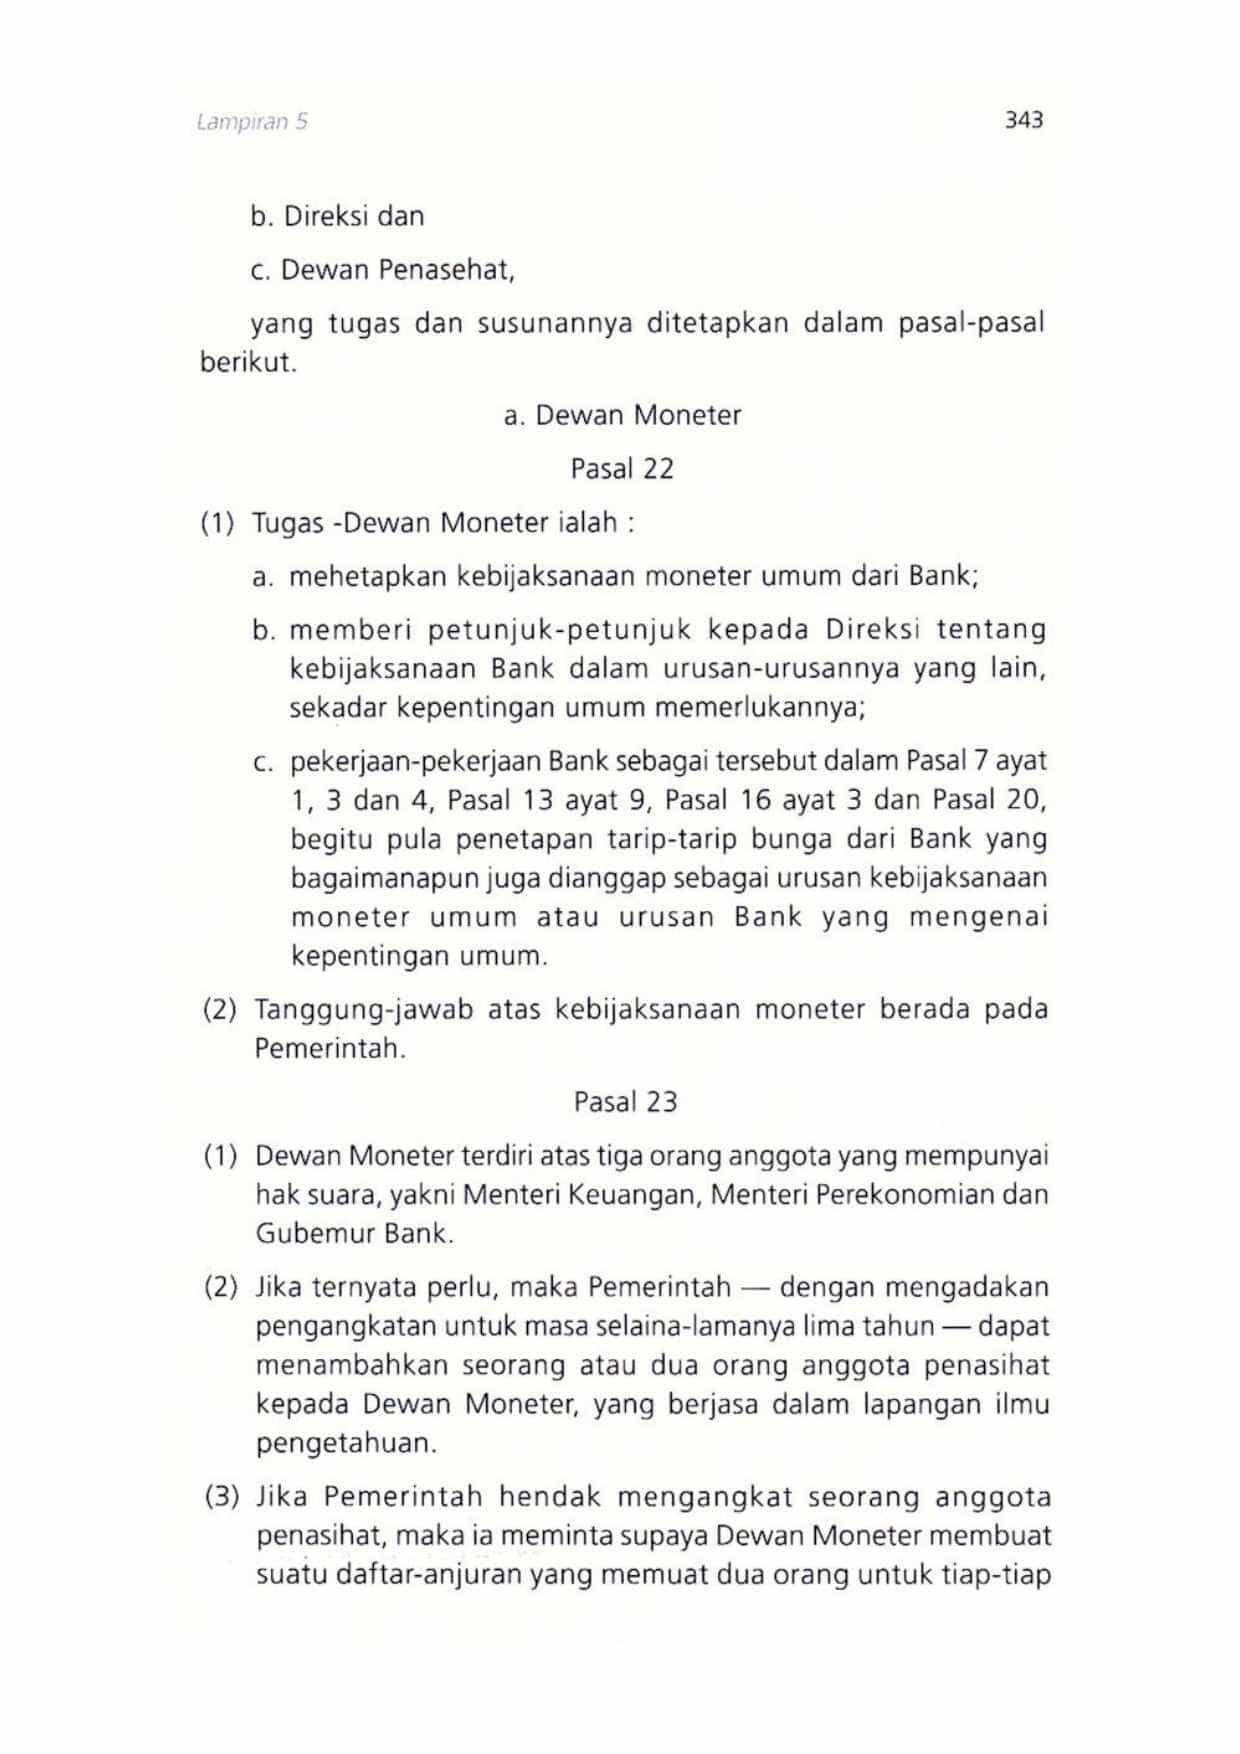 Lampiran 5
343
b. Direksi dan
c. Dewan Penasehat,
yang tugas dan susunannya ditetapkan dalam pasal-pasal
berikut.
a. Dewan Moneter
Pasal 22
(1) Tugas -Dewan Moneter ialah :
a. mehetapkan kebijaksanaan moneter umum dari Bank;
b. memberi petunjuk-petunjuk kepada Direksi tentang
kebijaksanaan Bank dalam urusan-urusannya yang lain,
sekadar kepentingan umum memerlukannya;
c. pekerjaan-pekerjaan Bank sebagai tersebut dalam Pasal 7 ayat
1, 3 dan 4, Pasal 13 ayat 9, Pasal 16 ayat 3 dan Pasal 20,
begitu pula penetapan tarip-tarip bunga dari Bank yang
bagaimanapun juga dianggap sebagai urusan kebijaksanaan
moneter umum atau urusan Bank yang mengenai
kepentingan umum.
(2) Tanggung-jawab atas kebijaksanaan moneter berada pada
Pemerintah.
Pasal 23
(1) Dewan Moneter terdiri atas tiga orang anggota yang mempunyai
hak suara, yakni Menteri Keuangan, Menteri Perekonomian dan
Gubemur Bank.
(2) Jika ternyata perlu, maka Pemerintah — dengan mengadakan
pengangkatan untuk masa selaina-lamanya lima tahun — dapat
menambahkan seorang atau dua orang anggota penasihat
kepada Dewan Moneter, yang berjasa dalam lapangan ilmu
pengetahuan.
(3) Jika Pemerintah hendak mengangkat seorang anggota
penasihat, maka ia meminta supaya Dewan Moneter membuat
suatu daftar-anjuran yang memuat dua orang untuk tiap-tiap